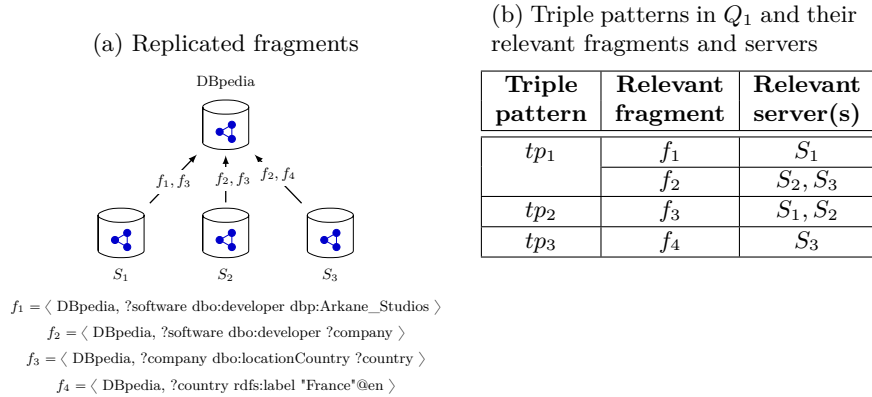 (a) Replicated fragments
DBpedia
f₁, f₃
f₂, f₃
f₂, f₄
S₁
S₂
S₃
f₁ = ⟨ DBpedia, ?software dbo:developer dbp:Arkane_Studios ⟩
f₂ = ⟨ DBpedia, ?software dbo:developer ?company ⟩
f₃ = ⟨ DBpedia, ?company dbo:locationCountry ?country ⟩
f₄ = ⟨ DBpedia, ?country rdfs:label "France"@en ⟩
(b) Triple patterns in Q₁ and their
relevant fragments and servers
Triple Relevant Relevant
pattern fragment server(s)
tp₁ f₁ S₁
f₂ S₂, S₃
tp₂ f₃ S₁, S₂
tp₃ f₄ S₃